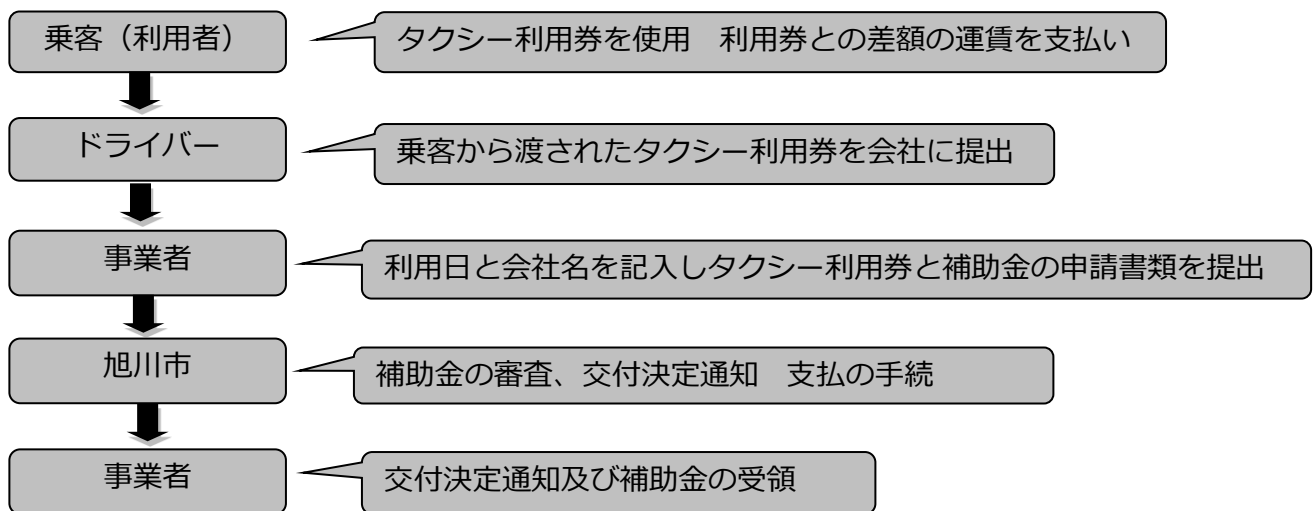 乗客（利用者）
タクシー利用券を使用　利用券との差額の運賃を支払い
ドライバー
乗客から渡されたタクシー利用券を会社に提出
事業者
利用日と会社名を記入しタクシー利用券と補助金の申請書類を提出
旭川市
補助金の審査、交付決定通知　支払の手続
事業者
交付決定通知及び補助金の受領